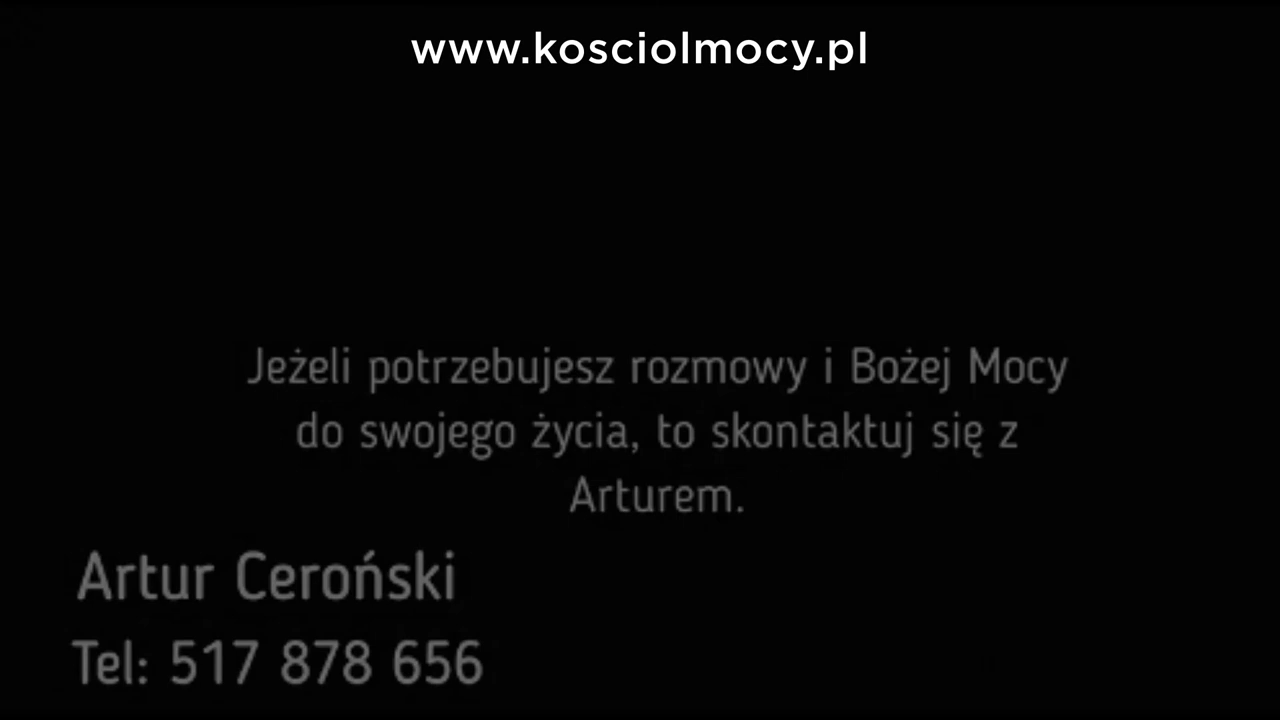 www.kosciolmocy.pl
Jeżeli potrzebujesz rozmowy i Bożej Mocy
do swojego życia, to skontaktuj się z
Arturem.
Artur Ceroński
Tel: 517 878 656